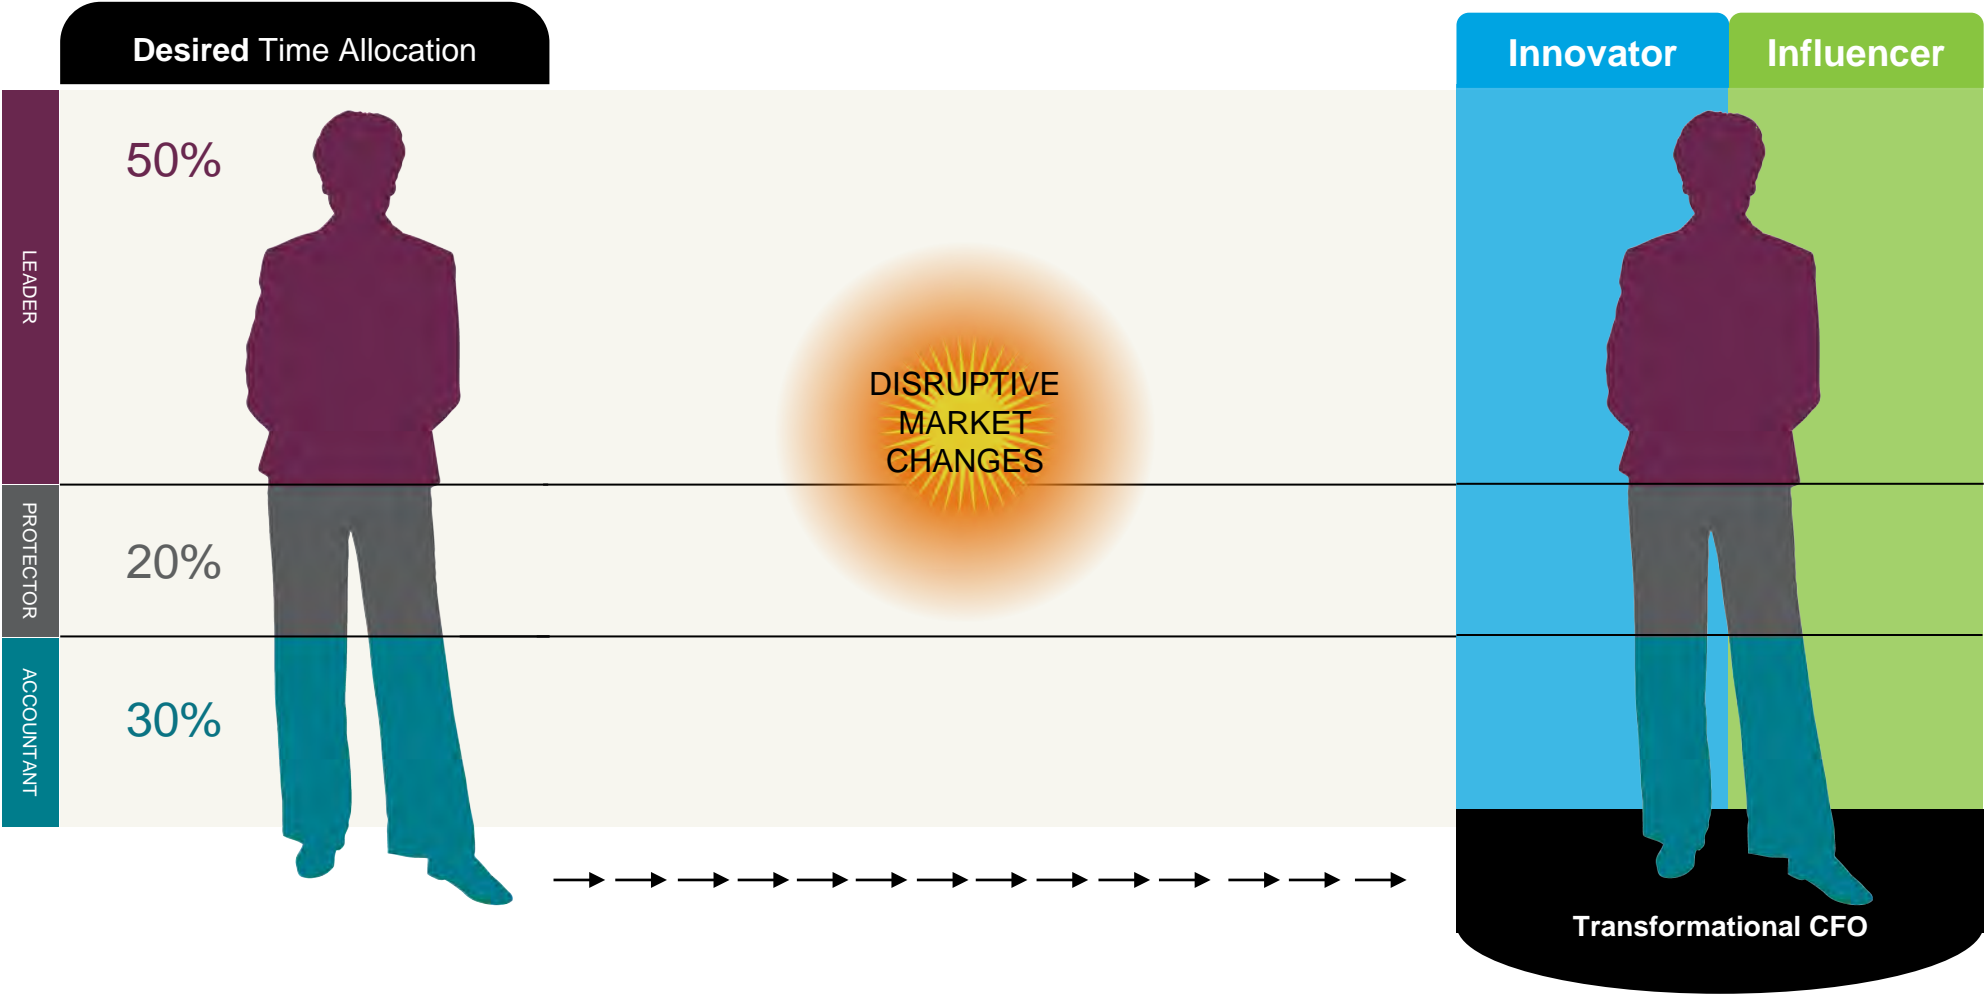 Desired Time Allocation
Innovator
Influencer
LEADER
50%
DISRUPTIVE
MARKET
CHANGES
PROTECTOR
20%
ACCOUNTANT
30%
Transformational CFO